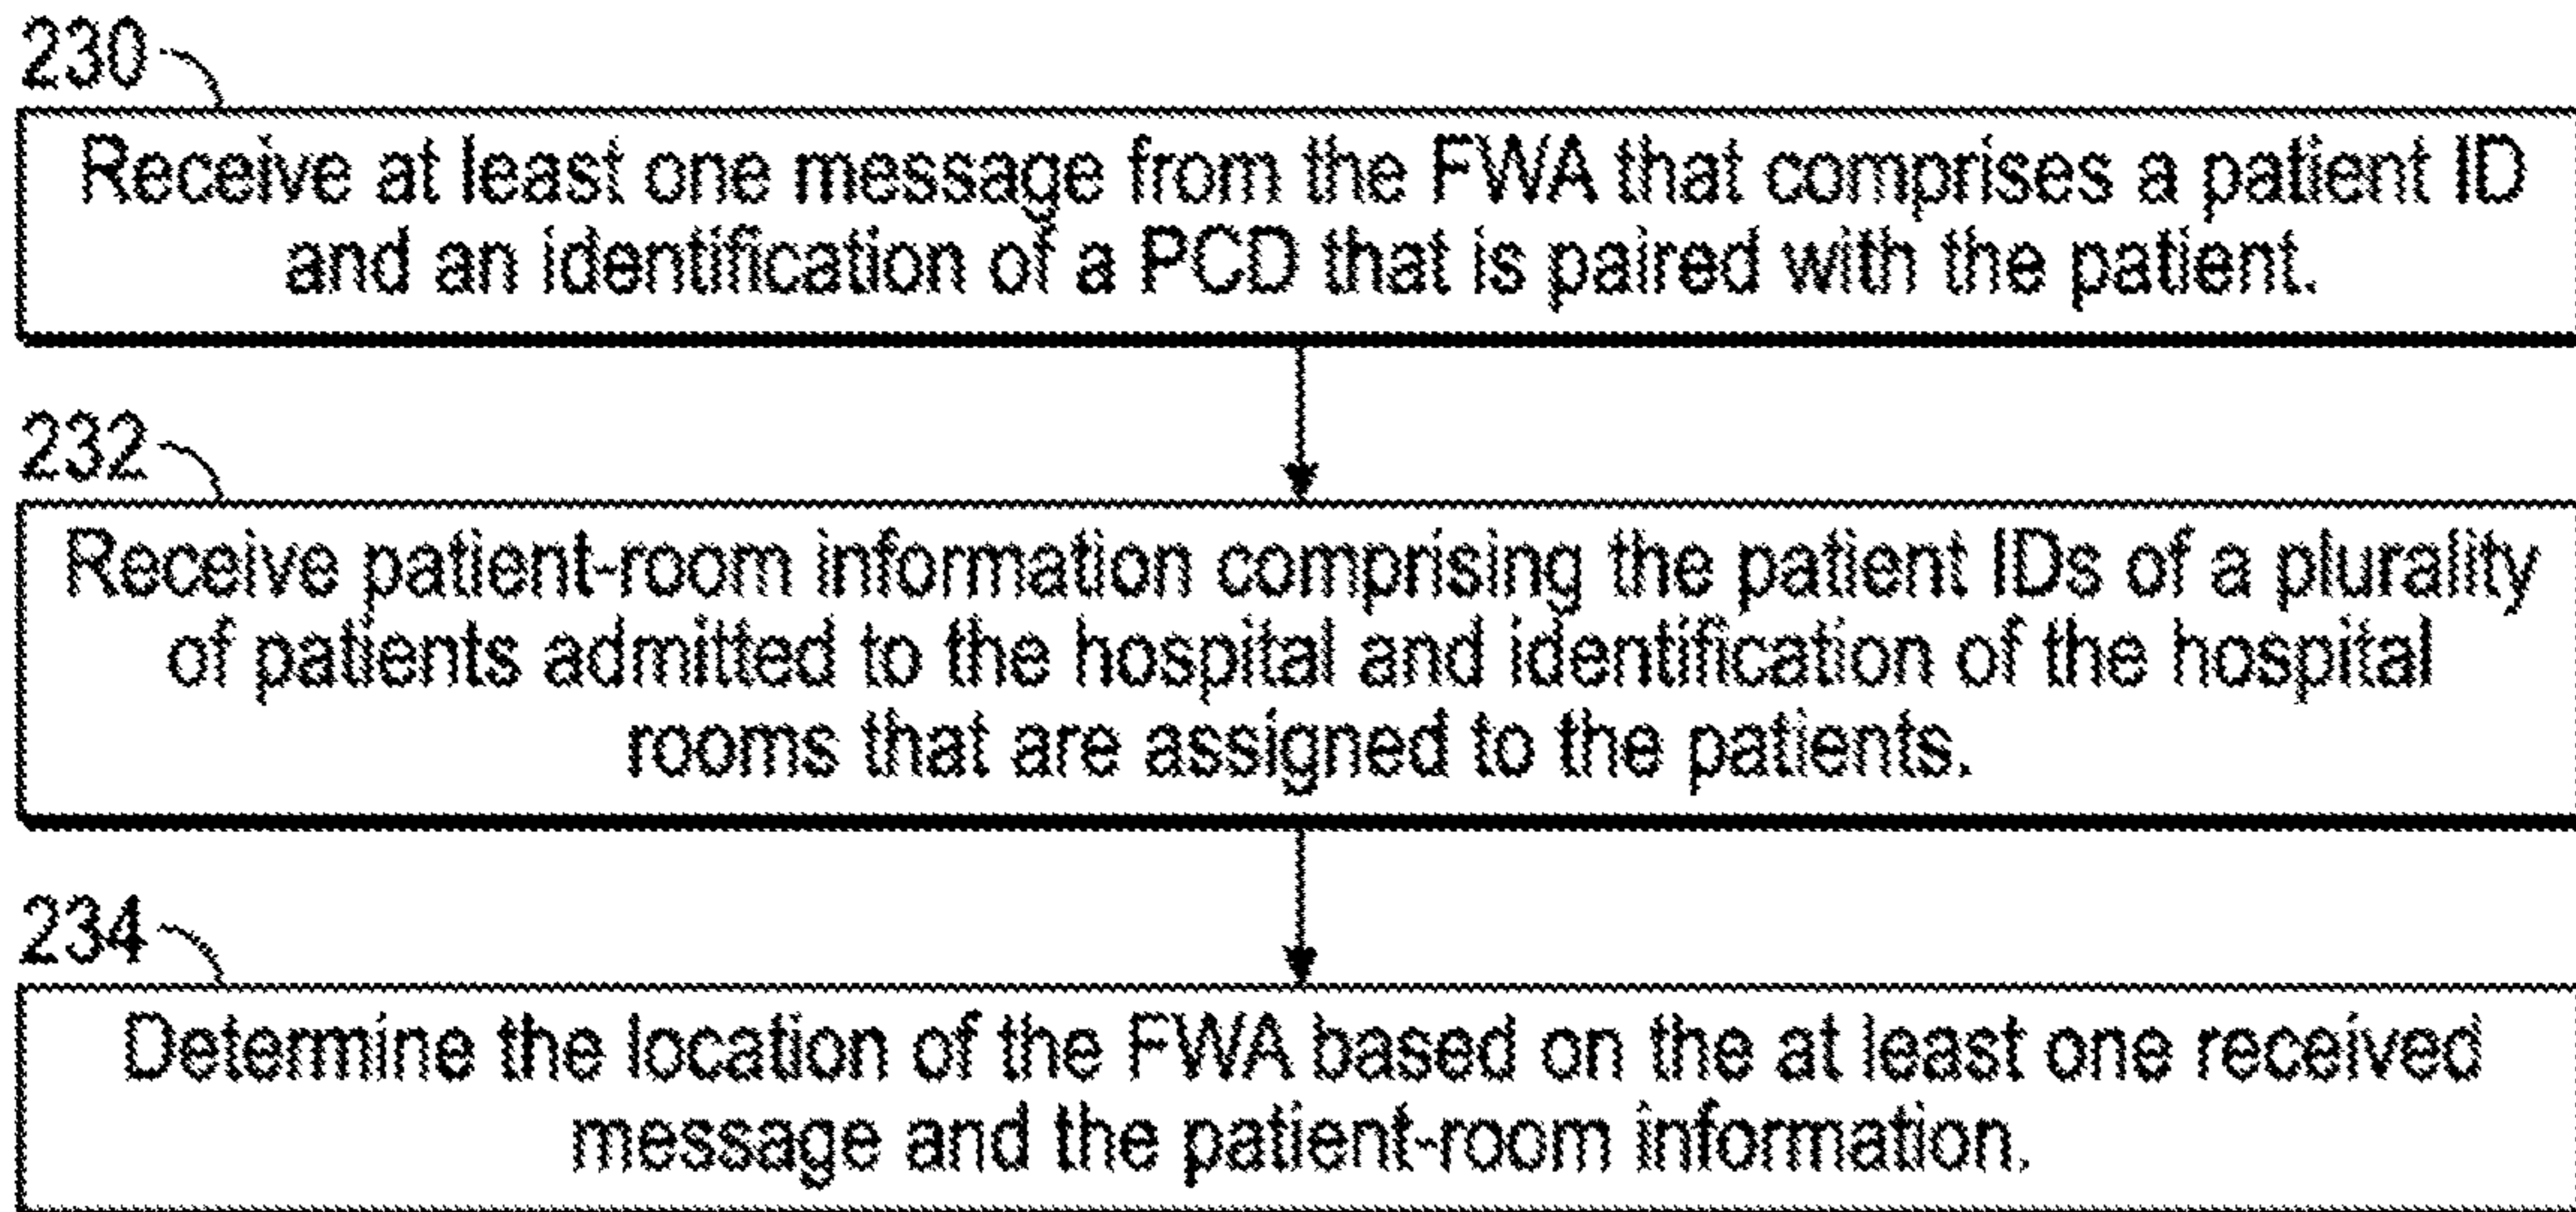 230
Receive at least one message from the FWA that comprises a patient ID
and an identification of a PCD that is paired with the patient.
232
Receive patient-room information comprising the patient IDs of a plurality
of patients admitted to the hospital and identification of the hospital
rooms that are assigned to the patients.
234
Determine the location of the FWA based on the at least one received
message and the patient-room information.